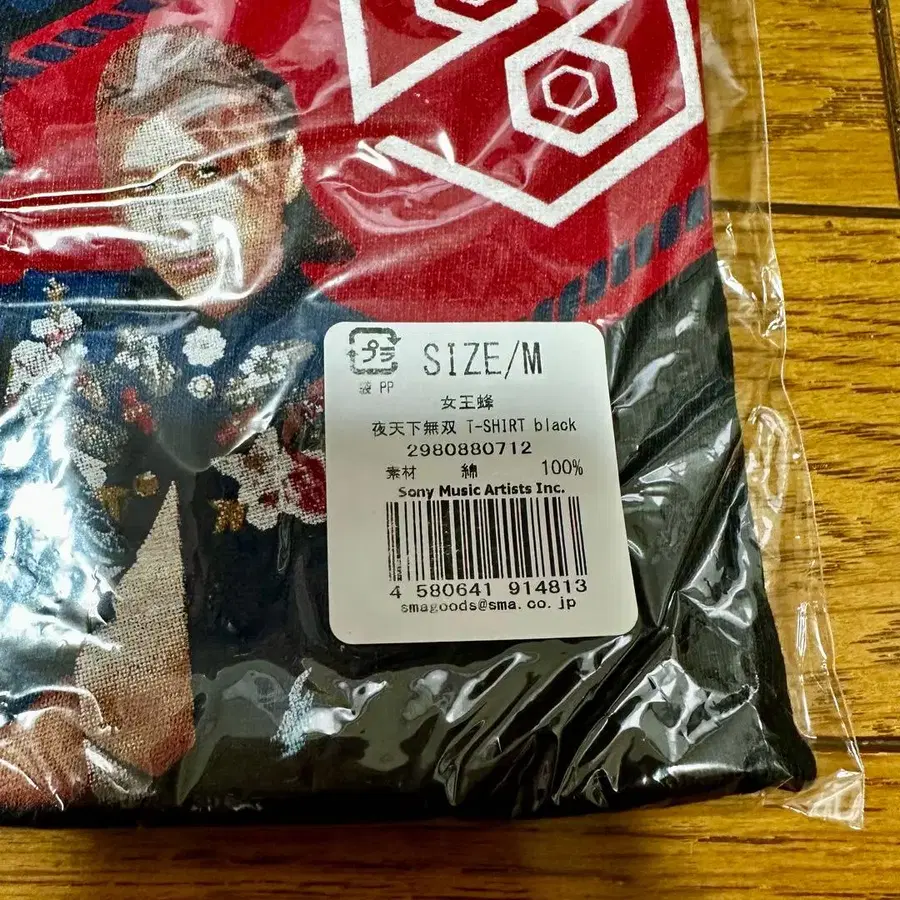 プラ SIZE/M
袋 PP
女王蜂
夜天下無双 T-SHIRT black
2980880712
素材 綿 100%
Sony Music Artists Inc.
4 580641 914813
smagoods@sma.co.jp